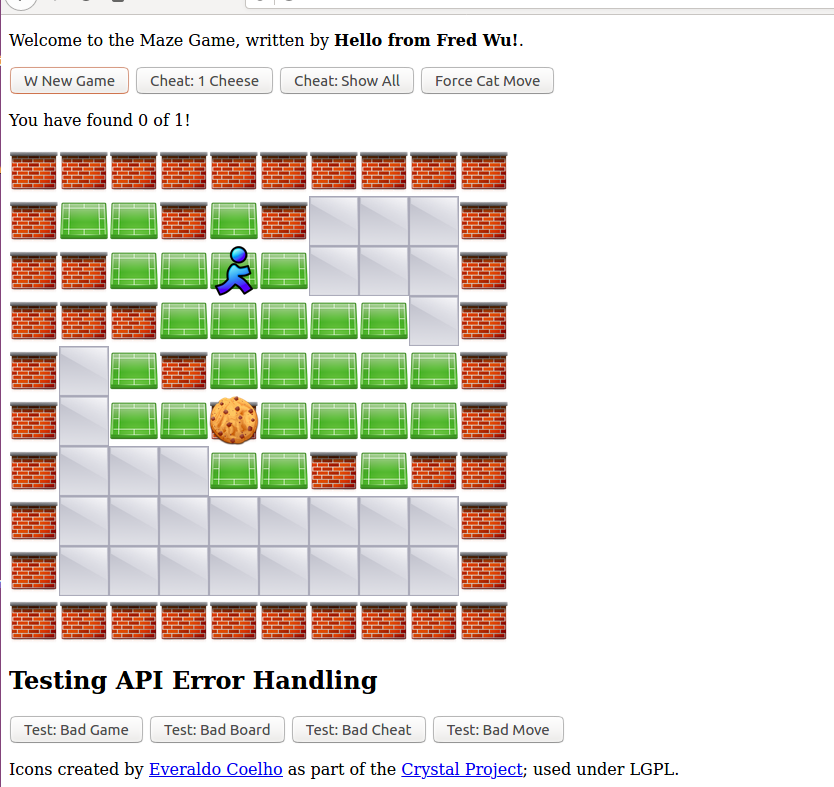 Welcome to the Maze Game, written by Hello from Fred Wu!.
W New Game Cheat: 1 Cheese Cheat: Show All Force Cat Move
You have found 0 of 1!
Testing API Error Handling
Test: Bad Game Test: Bad Board Test: Bad Cheat Test: Bad Move
Icons created by Everaldo Coelho as part of the Crystal Project; used under LGPL.